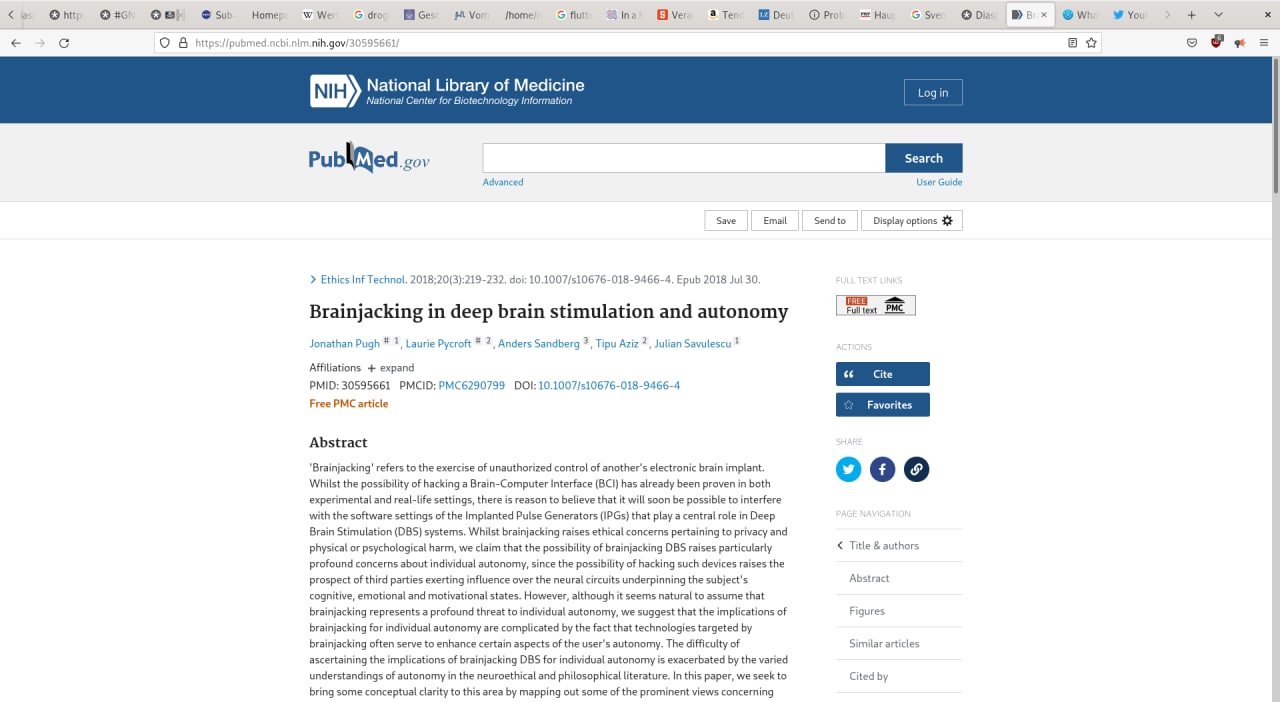 asp
http:
#GN
Sub-
Homepa
Wer
drog
Gesc
Vom
/home/n
flutte
In a F
Vera
Tend
Deut
Prob
Hau
Sven
Dias
Br
Wha
Your
https://pubmed.ncbi.nlm.nih.gov/30595661/
6
NIH National Library of Medicine
National Center for Biotechnology Information
Log in
PubMed.gov
Search
Advanced
User Guide
Save Email Send to Display options
Ethics Inf Technol. 2018;20(3):219-232. doi: 10.1007/s10676-018-9466-4. Epub 2018 Jul 30.
Brainjacking in deep brain stimulation and autonomy
Jonathan Pugh # 1, Laurie Pycroft # 2, Anders Sandberg 3, Tipu Aziz 2, Julian Savulescu 1
Affiliations + expand
PMID: 30595661 PMCID: PMC6290799 DOI: 10.1007/s10676-018-9466-4
Free PMC article
Abstract
'Brainjacking' refers to the exercise of unauthorized control of another's electronic brain implant.
Whilst the possibility of hacking a Brain-Computer Interface (BCI) has already been proven in both
experimental and real-life settings, there is reason to believe that it will soon be possible to interfere
with the software settings of the Implanted Pulse Generators (IPGs) that play a central role in Deep
Brain Stimulation (DBS) systems. Whilst brainjacking raises ethical concerns pertaining to privacy and
physical or psychological harm, we claim that the possibility of brainjacking DBS raises particularly
profound concerns about individual autonomy, since the possibility of hacking such devices raises the
prospect of third parties exerting influence over the neural circuits underpinning the subject's
cognitive, emotional and motivational states. However, although it seems natural to assume that
brainjacking represents a profound threat to individual autonomy, we suggest that the implications of
brainjacking for individual autonomy are complicated by the fact that technologies targeted by
brainjacking often serve to enhance certain aspects of the user's autonomy. The difficulty of
ascertaining the implications of brainjacking DBS for individual autonomy is exacerbated by the varied
understandings of autonomy in the neuroethical and philosophical literature. In this paper, we seek to
bring some conceptual clarity to this area by mapping out some of the prominent views concerning
FULL TEXT LINKS
FREE
Full text PMC
ACTIONS
Cite
Favorites
SHARE
PAGE NAVIGATION
Title & authors
Abstract
Figures
Similar articles
Cited by